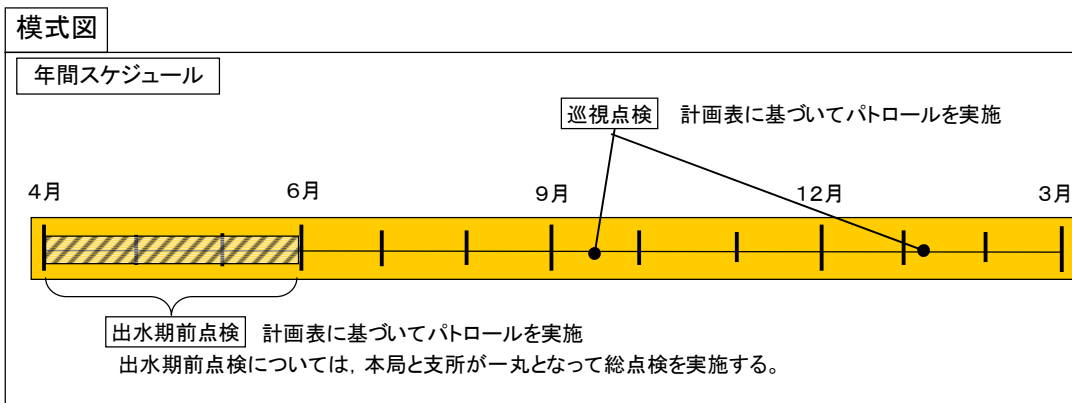 模式図
年間スケジュール
巡視点検 計画表に基づいてパトロールを実施
4月 6月 9月 12月 3月
出水期前点検 計画表に基づいてパトロールを実施
出水期前点検については，本局と支所が一丸となって総点検を実施する。